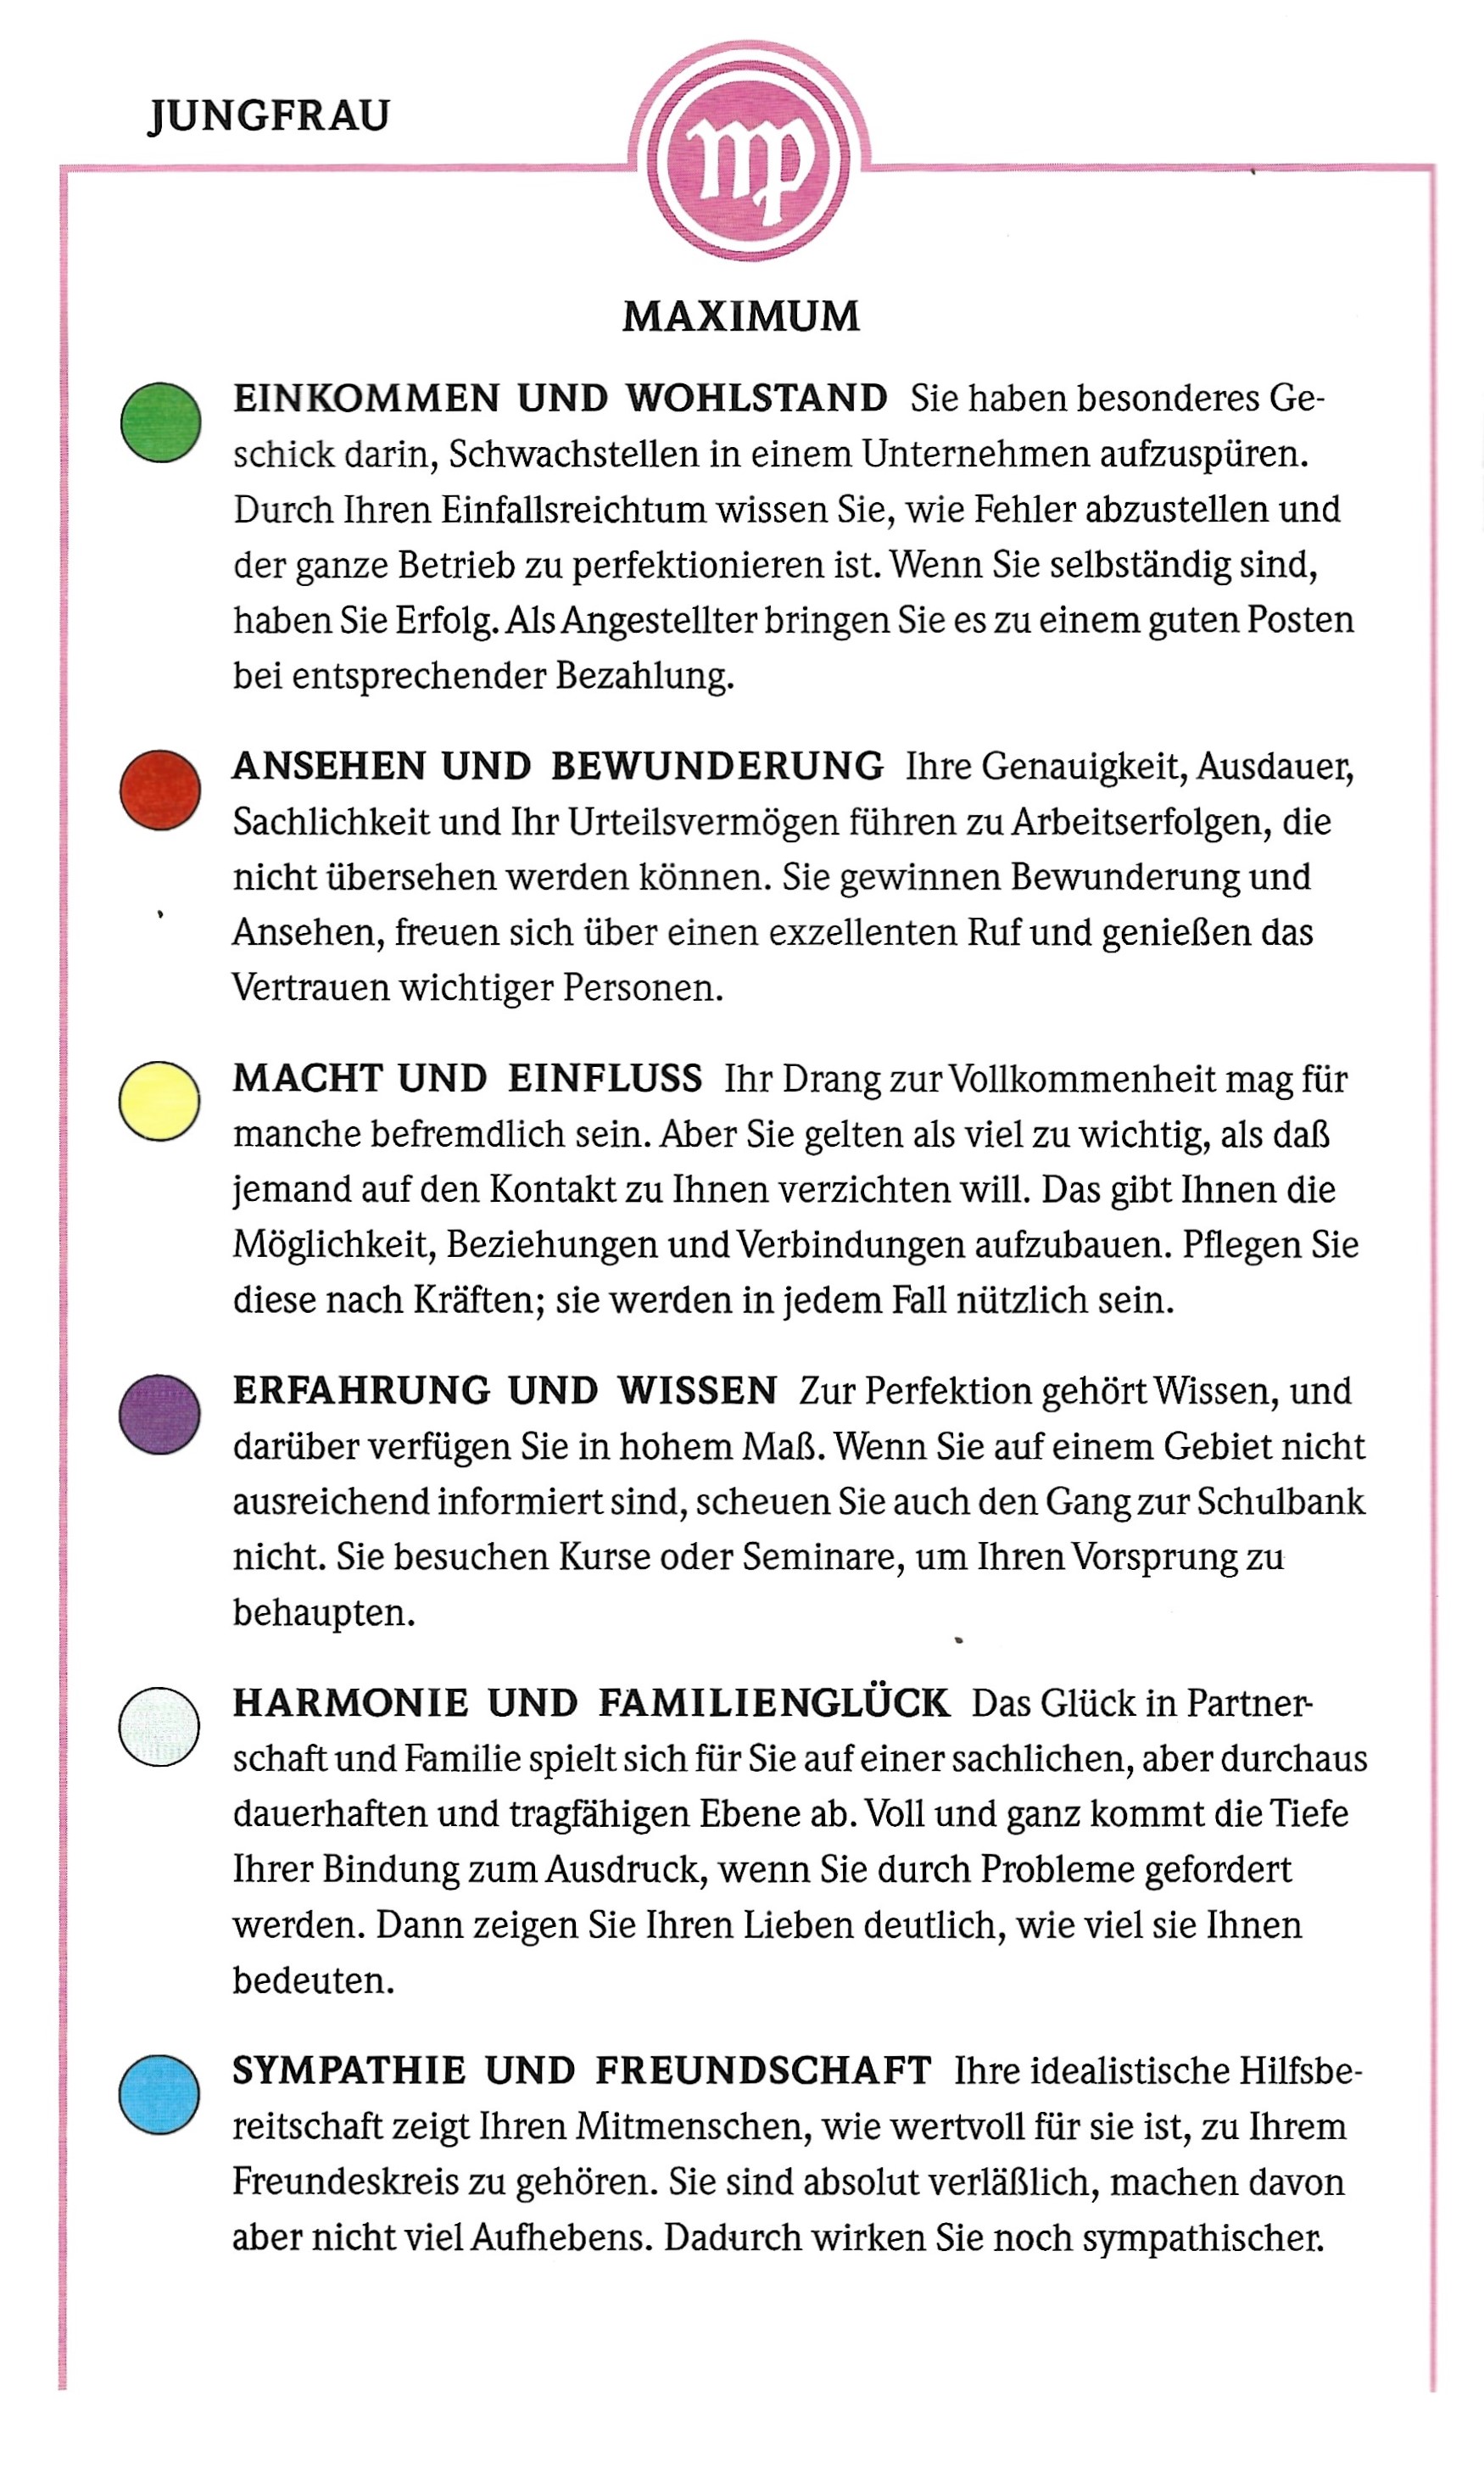 JUNGFRAU
MAXIMUM
EINKOMMEN UND WOHLSTAND Sie haben besonderes Ge-
schick darin, Schwachstellen in einem Unternehmen aufzuspüren.
Durch Ihren Einfallsreichtum wissen Sie, wie Fehler abzustellen und
der ganze Betrieb zu perfektionieren ist. Wenn Sie selbständig sind,
haben Sie Erfolg. Als Angestellter bringen Sie es zu einem guten Posten
bei entsprechender Bezahlung.
ANSEHEN UND BEWUNDERUNG Ihre Genauigkeit, Ausdauer,
Sachlichkeit und Ihr Urteilsvermögen führen zu Arbeitserfolgen, die
nicht übersehen werden können. Sie gewinnen Bewunderung und
Ansehen, freuen sich über einen exzellenten Ruf und genießen das
Vertrauen wichtiger Personen.
MACHT UND EINFLUSS Ihr Drang zur Vollkommenheit mag für
manche befremdlich sein. Aber Sie gelten als viel zu wichtig, als daß
jemand auf den Kontakt zu Ihnen verzichten will. Das gibt Ihnen die
Möglichkeit, Beziehungen und Verbindungen aufzubauen. Pflegen Sie
diese nach Kräften; sie werden in jedem Fall nützlich sein.
ERFAHRUNG UND WISSEN Zur Perfektion gehört Wissen, und
darüber verfügen Sie in hohem Maß. Wenn Sie auf einem Gebiet nicht
ausreichend informiert sind, scheuen Sie auch den Gang zur Schulbank
nicht. Sie besuchen Kurse oder Seminare, um Ihren Vorsprung zu
behaupten.
HARMONIE UND FAMILIENGLÜCK Das Glück in Partner-
schaft und Familie spielt sich für Sie auf einer sachlichen, aber durchaus
dauerhaften und tragfähigen Ebene ab. Voll und ganz kommt die Tiefe
Ihrer Bindung zum Ausdruck, wenn Sie durch Probleme gefordert
werden. Dann zeigen Sie Ihren Lieben deutlich, wie viel sie Ihnen
bedeuten.
SYMPATHIE UND FREUNDSCHAFT Ihre idealistische Hilfsbe-
reitschaft zeigt Ihren Mitmenschen, wie wertvoll für sie ist, zu Ihrem
Freundeskreis zu gehören. Sie sind absolut verläßlich, machen davon
aber nicht viel Aufhebens. Dadurch wirken Sie noch sympathischer.